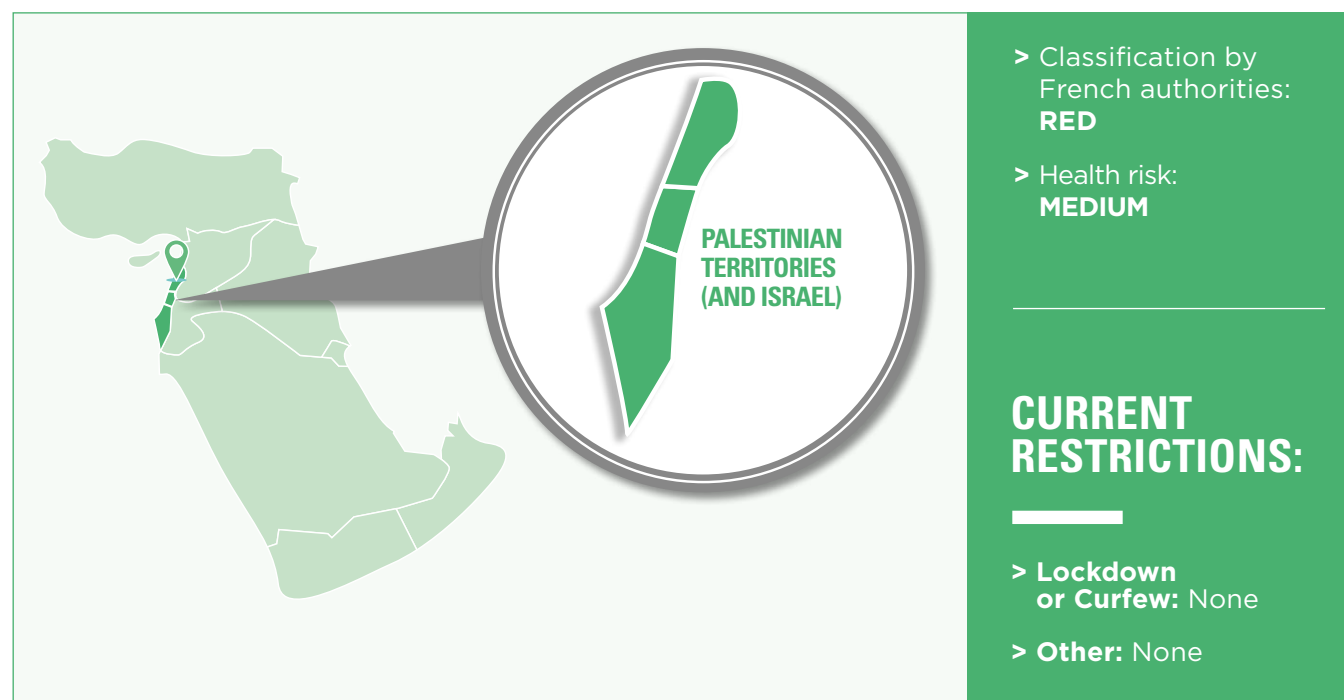 PALESTINIAN
TERRITORIES
(AND ISRAEL)
> Classification by
French authorities:
RED
> Health risk:
MEDIUM
CURRENT
RESTRICTIONS:
> Lockdown
or Curfew: None
> Other: None